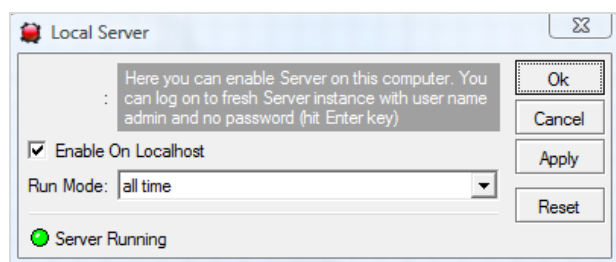 Local Server
Here you can enable Server on this computer. You
can log on to fresh Server instance with user name
: admin and no password (hit Enter key)
Ok
Cancel
Enable On Localhost
Apply
Run Mode: all time
Reset
Server Running